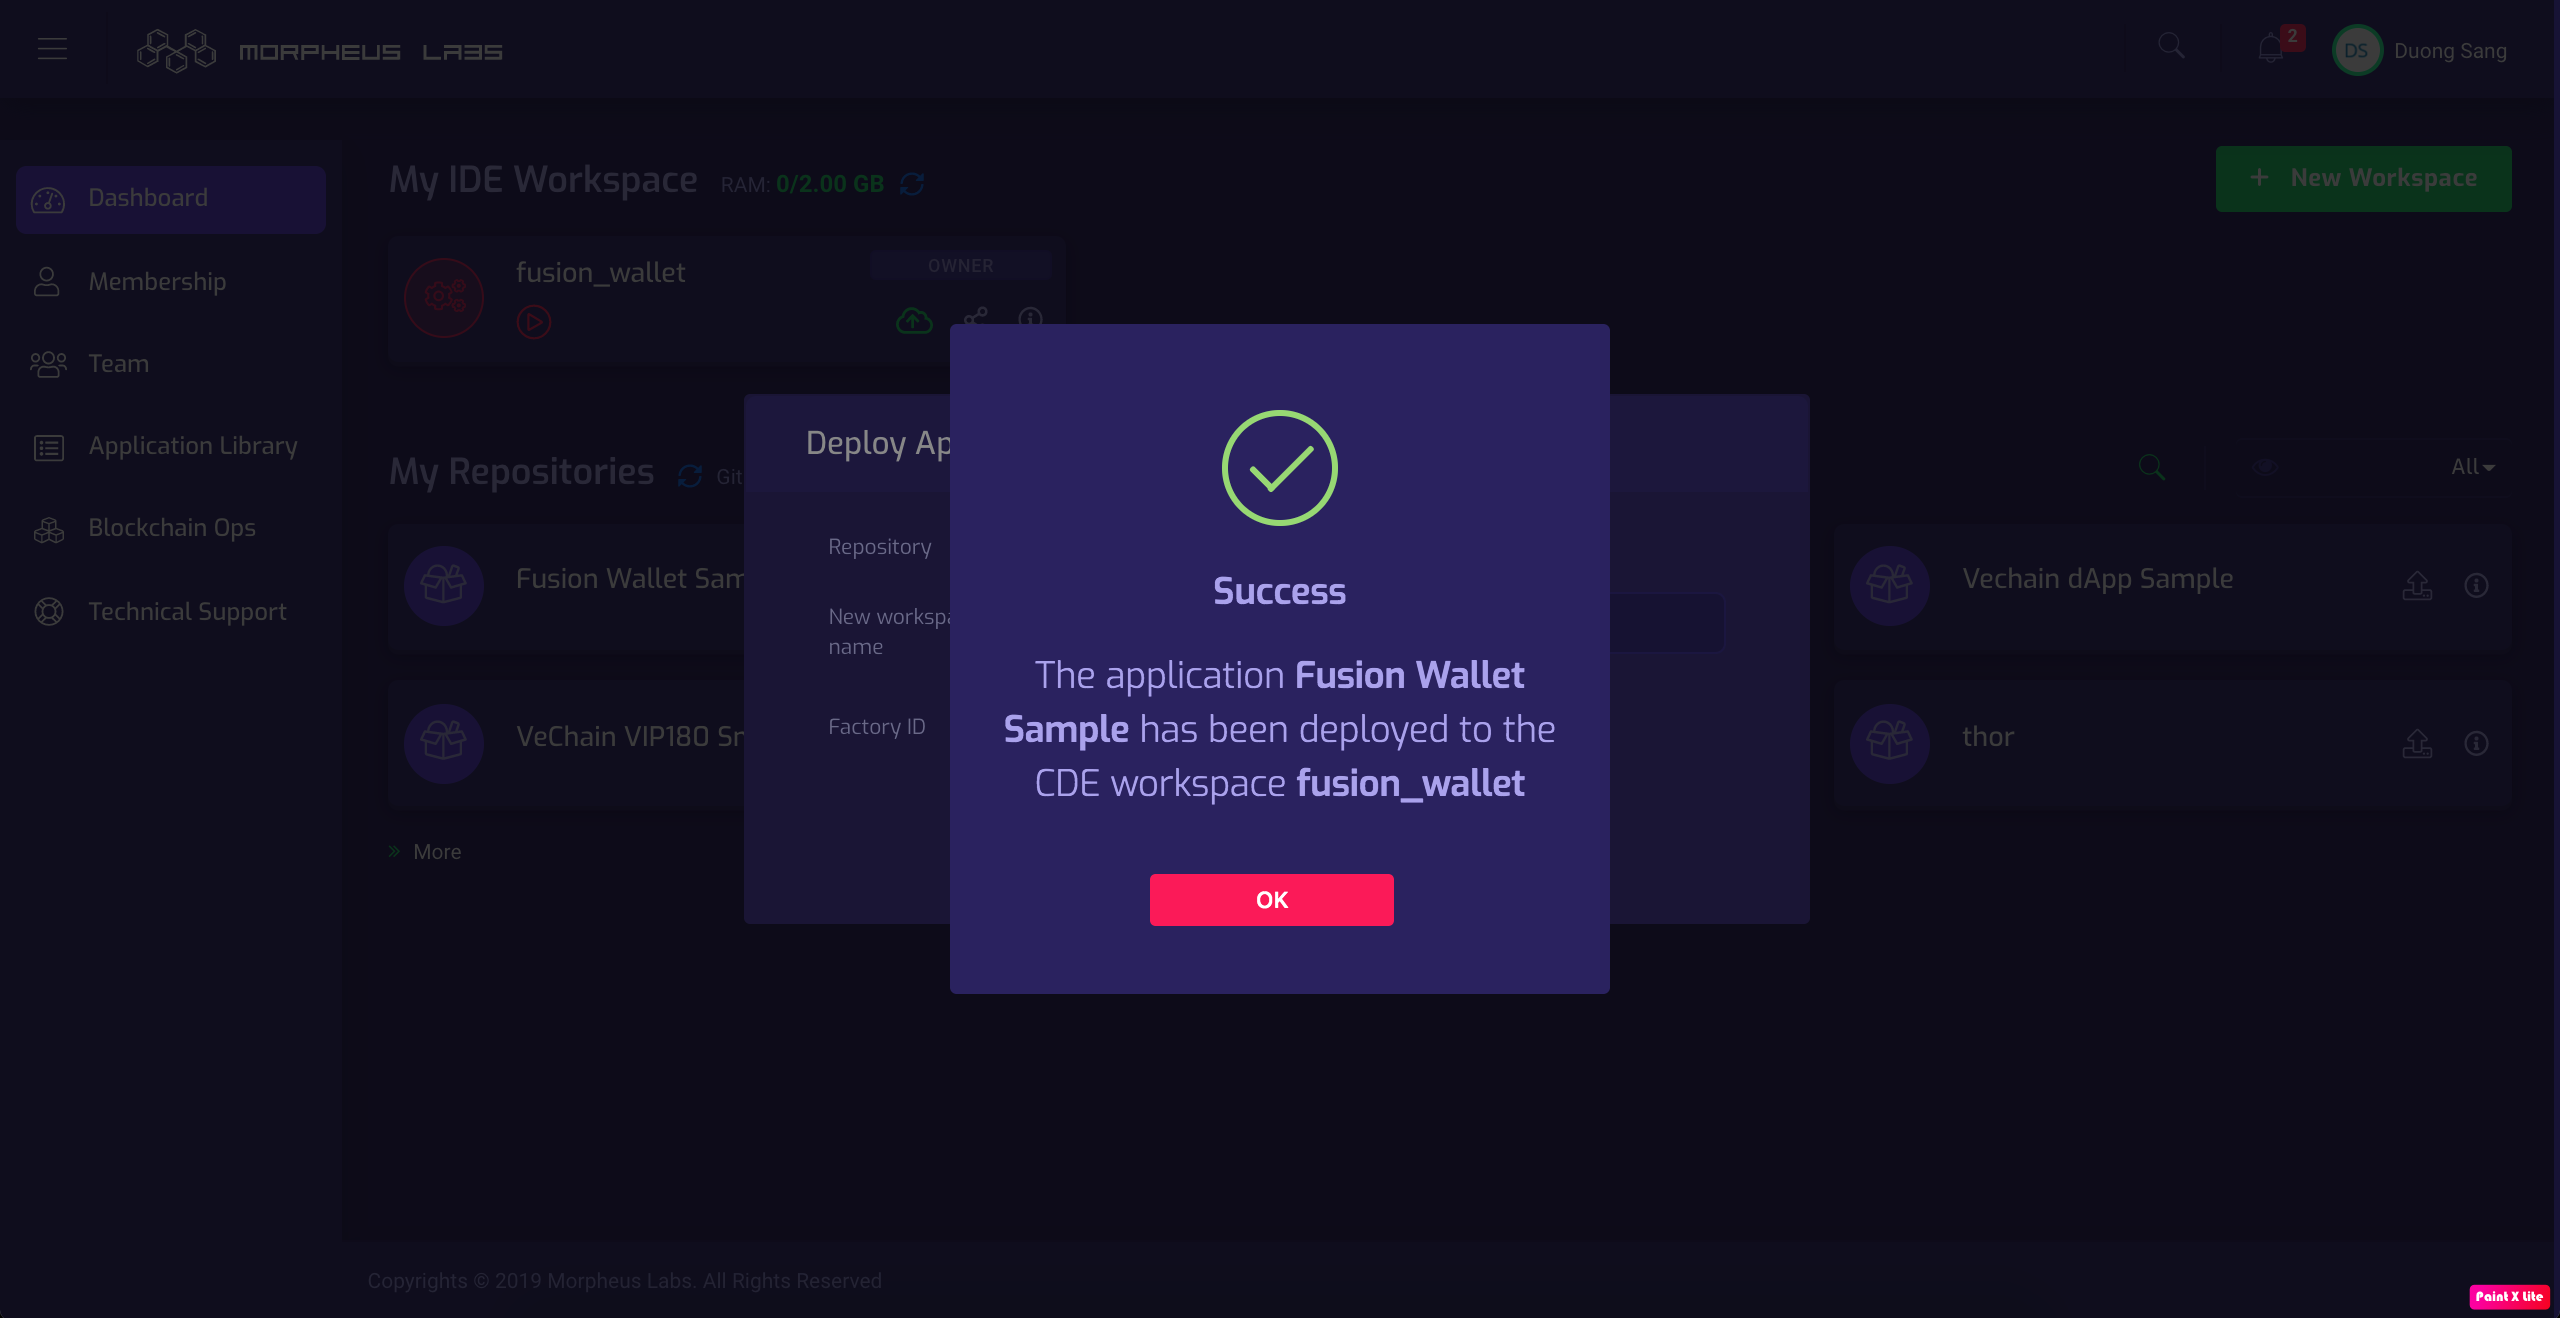 MORPHEUS LABS
2
DS
Duong Sang
Dashboard
Membership
Team
Application Library
Blockchain Ops
Technical Support
My IDE Workspace
RAM: 0/2.00 GB
+ New Workspace
fusion_wallet
OWNER
My Repositories
Git
All
Deploy Ap
Repository
New workspa
name
Factory ID
Fusion Wallet Sam
VeChain VIP180 Sm
Vechain dApp Sample
thor
» More
Success
The application Fusion Wallet
Sample has been deployed to the
CDE workspace fusion_wallet
OK
Copyrights © 2019 Morpheus Labs. All Rights Reserved
Paint X Lite